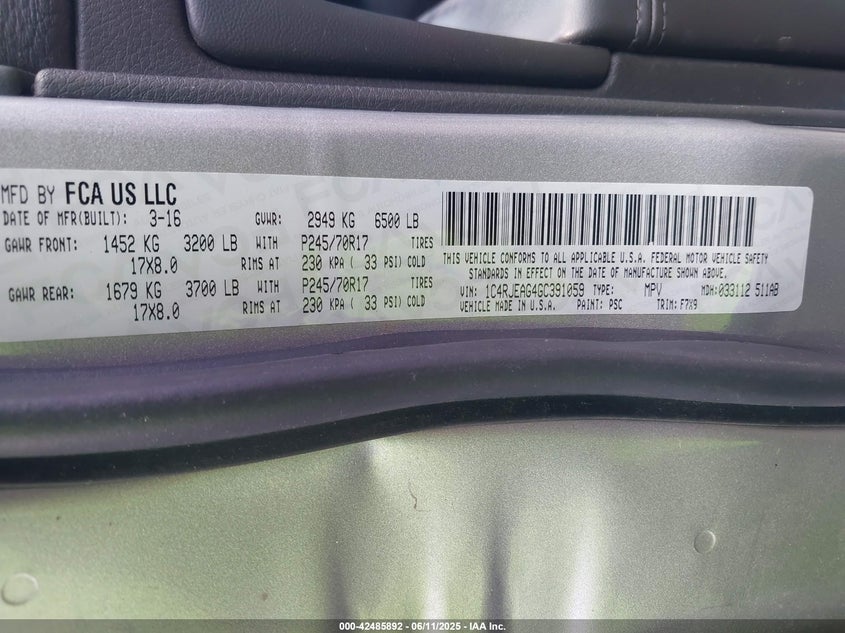 MFD BY FCA US LLC
DATE OF MFR(BUILT): 3-16 GVWR: 2949 KG 6500 LB
GAWR FRONT: 1452 KG 3200 LB WITH P245/70R17 TIRES
17X8.0 RIMS AT 230 KPA ( 33 PSI) COLD
GAWR REAR: 1679 KG 3700 LB WITH P245/70R17 TIRES
17X8.0 RIMS AT 230 KPA ( 33 PSI) COLD
THIS VEHICLE CONFORMS TO ALL APPLICABLE U.S.A. FEDERAL MOTOR VEHICLE SAFETY
STANDARDS IN EFFECT ON THE DATE OF MANUFACTURE SHOWN ABOVE.
VIN: 1C4RJEAG4GC391059 TYPE: MPV MDH: 033112 511AB
VEHICLE MADE IN U.S.A. PAINT: PSC TRIM: F7X9
000-42485892 - 06/11/2025 - IAA Inc.